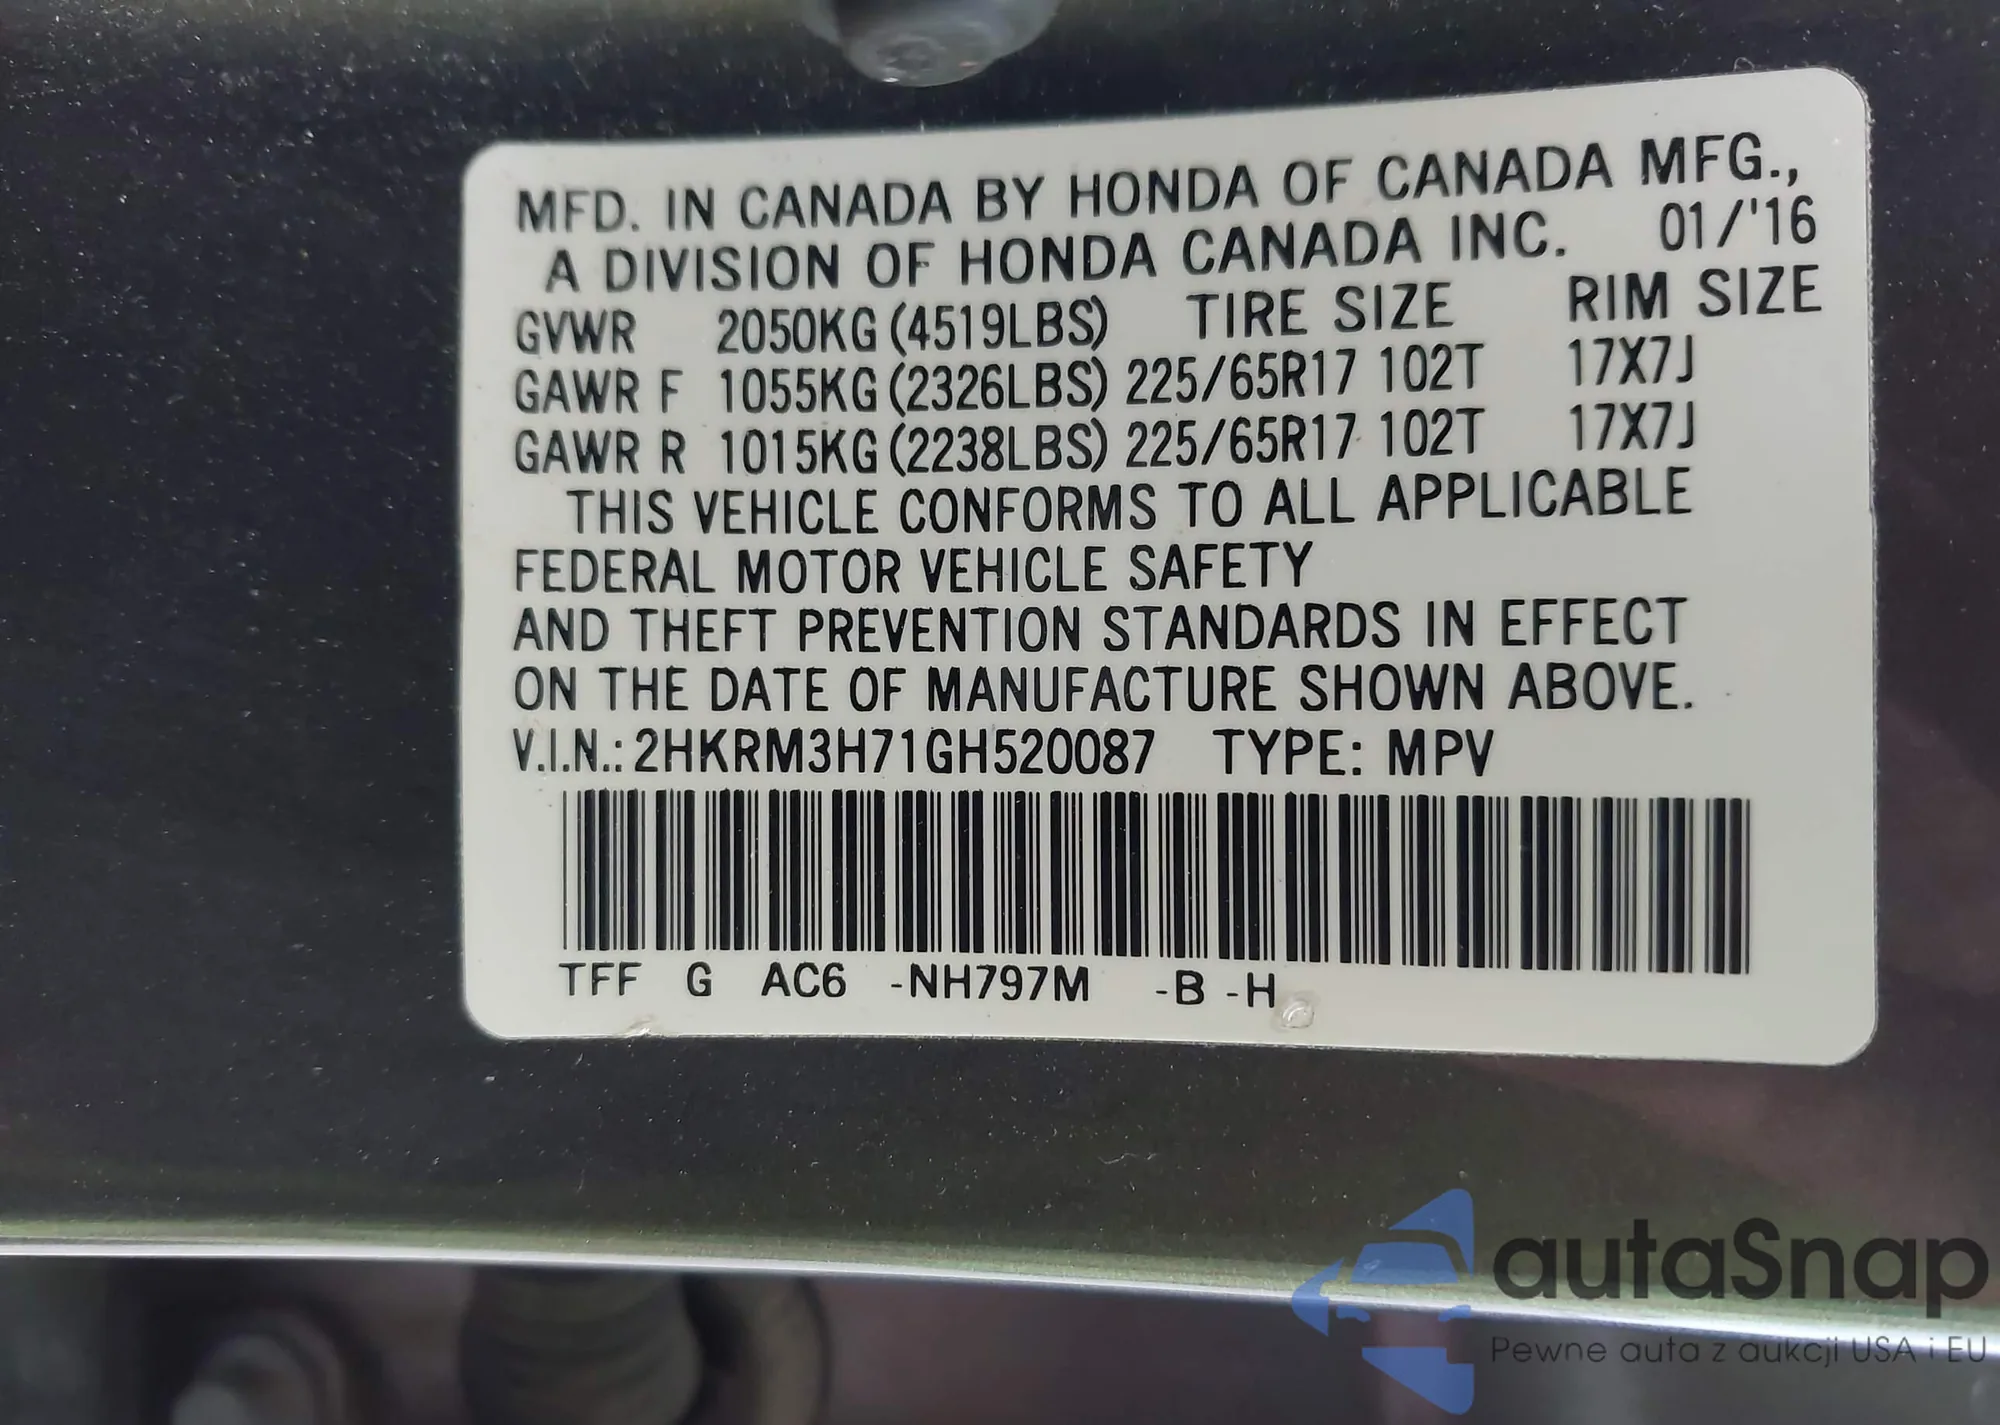 MFD. IN CANADA BY HONDA OF CANADA MFG.,
A DIVISION OF HONDA CANADA INC. 01/'16
GVWR 2050KG (4519LBS) TIRE SIZE RIM SIZE
GAWR F 1055KG (2326LBS) 225/65R17 102T 17X7J
GAWR R 1015KG (2238LBS) 225/65R17 102T 17X7J
THIS VEHICLE CONFORMS TO ALL APPLICABLE
FEDERAL MOTOR VEHICLE SAFETY
AND THEFT PREVENTION STANDARDS IN EFFECT
ON THE DATE OF MANUFACTURE SHOWN ABOVE.
V.I.N.: 2HKRM3H71GH520087 TYPE: MPV
TFF G AC6 -NH797M -B -H
autaSnap
Pewne auta z aukcji USA i EU